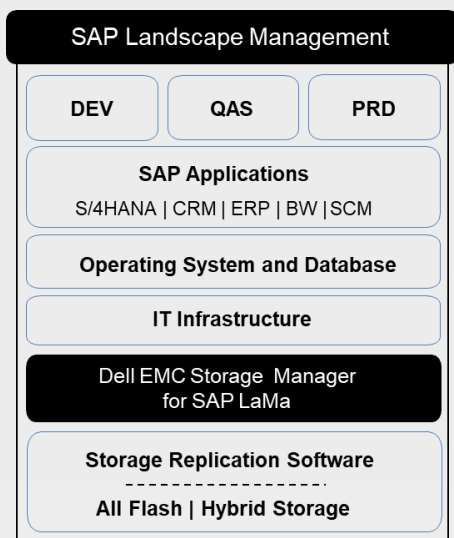 SAP Landscape Management
DEV QAS PRD
SAP Applications
S/4HANA | CRM | ERP | BW | SCM
Operating System and Database
IT Infrastructure
Dell EMC Storage Manager
for SAP LaMa
Storage Replication Software
All Flash | Hybrid Storage